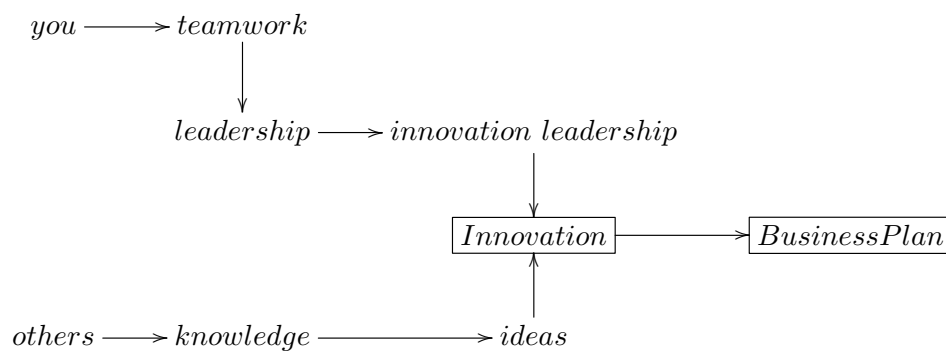 you teamwork
leadership innovation leadership
Innovation BusinessPlan
others knowledge ideas